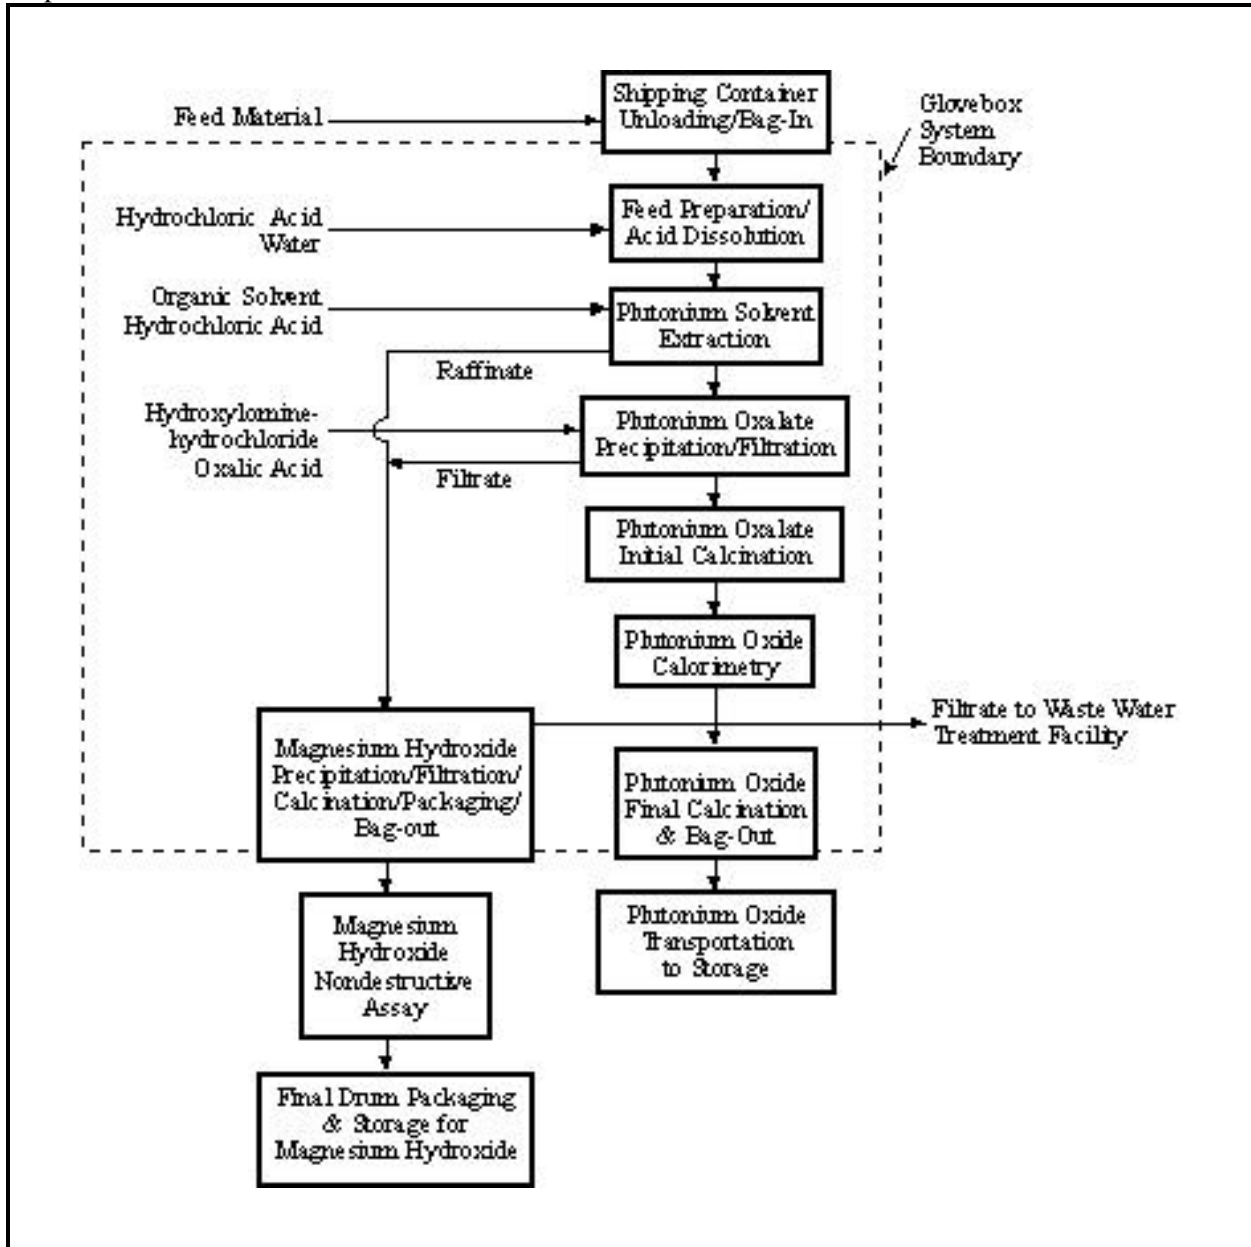 Shipping Container
Unloading/Bag-In
Feed Material
Glovebox
System
Boundary
Feed Preparation/
Acid Dissolution
Hydrochloric Acid
Water
Organic Solvent
Hydrochloric Acid
Plutonium Solvent
Extraction
Raffinate
Hydroxylomine-
hydrochloride
Oxalic Acid
Plutonium Oxalate
Precipitation/Filtration
Filtrate
Plutonium Oxalate
Initial Calcination
Plutonium Oxide
Calorimetry
Filtrate to Waste Water
Treatment Facility
Magnesium Hydroxide
Precipitation/Filtration/
Calcination/Packaging/
Bag-out
Plutonium Oxide
Final Calcination
& Bag-Out
Magnesium
Hydroxide
Nondestructive
Assay
Plutonium Oxide
Transportation
to Storage
Final Drum Packaging
& Storage for
Magnesium Hydroxide